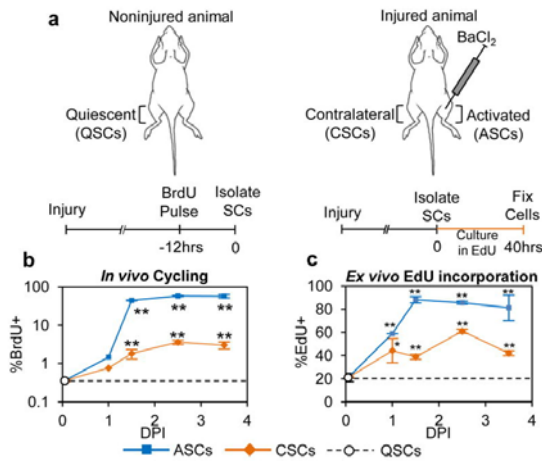 a
Noninjured animal
Injured animal
BaCl2
Quiescent
(QSCs)
Contralateral
(CSCs)
Activated
(ASCs)
BrdU
Pulse
Isolate
SCs
Injury
-12hrs
0
Isolate
SCs
Fix
Cells
Injury
0
Culture
in EdU
40hrs
b
In vivo Cycling
100
10
1
0.1
%BrdU+
** ** **
** ** **
0 1 2 3 4
DPI
c
Ex vivo EdU incorporation
100
80
60
40
20
0
%EdU+
** ** ** **
* ** ** **
0 1 2 3 4
DPI
ASCs CSCs QSCs